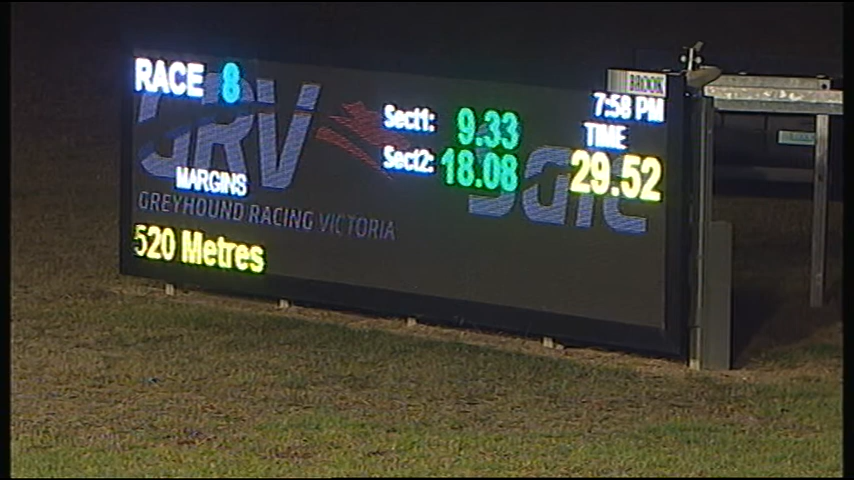 RACE 8
GRV
MARGINS
GREYHOUND RACING VICTORIA
520 Metres
Sect1: 9.33
Sect2: 18.08
BROOK
7:58 PM
TIME
29.52